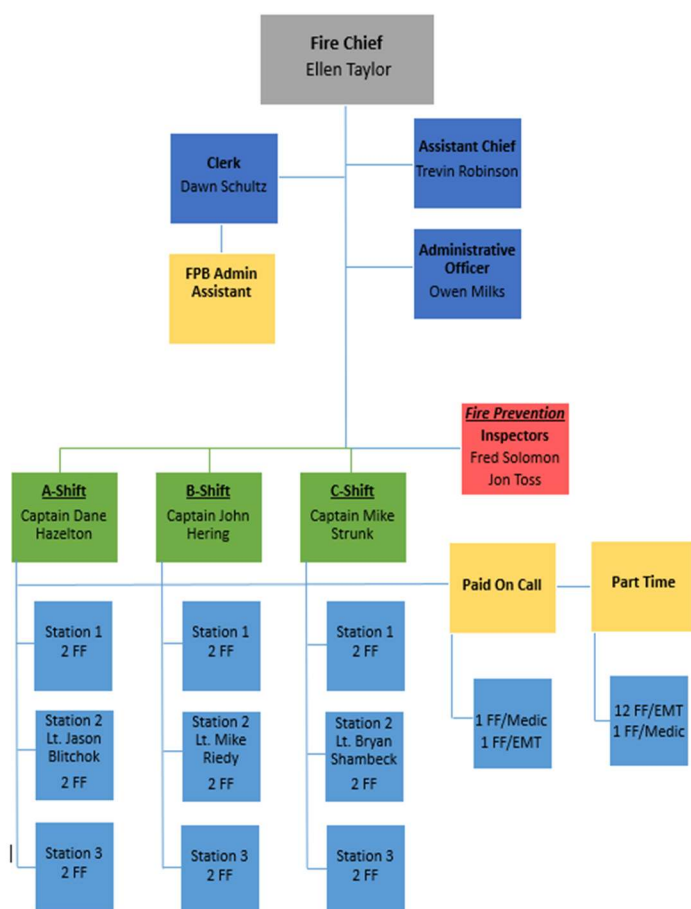 Fire Chief
Ellen Taylor
Clerk
Dawn Schultz
Assistant Chief
Trevin Robinson
FPB Admin
Assistant
Administrative
Officer
Owen Milks
Fire Prevention
Inspectors
Fred Solomon
Jon Toss
A-Shift
Captain Dane
Hazelton
B-Shift
Captain John
Hering
C-Shift
Captain Mike
Strunk
Paid On Call
Part Time
Station 1
2 FF
Station 1
2 FF
Station 1
2 FF
1 FF/Medic
1 FF/EMT
12 FF/EMT
1 FF/Medic
Station 2
Lt. Jason
Blitchok
2 FF
Station 2
Lt. Mike
Riedy
2 FF
Station 2
Lt. Bryan
Shambeck
2 FF
Station 3
2 FF
Station 3
2 FF
Station 3
2 FF